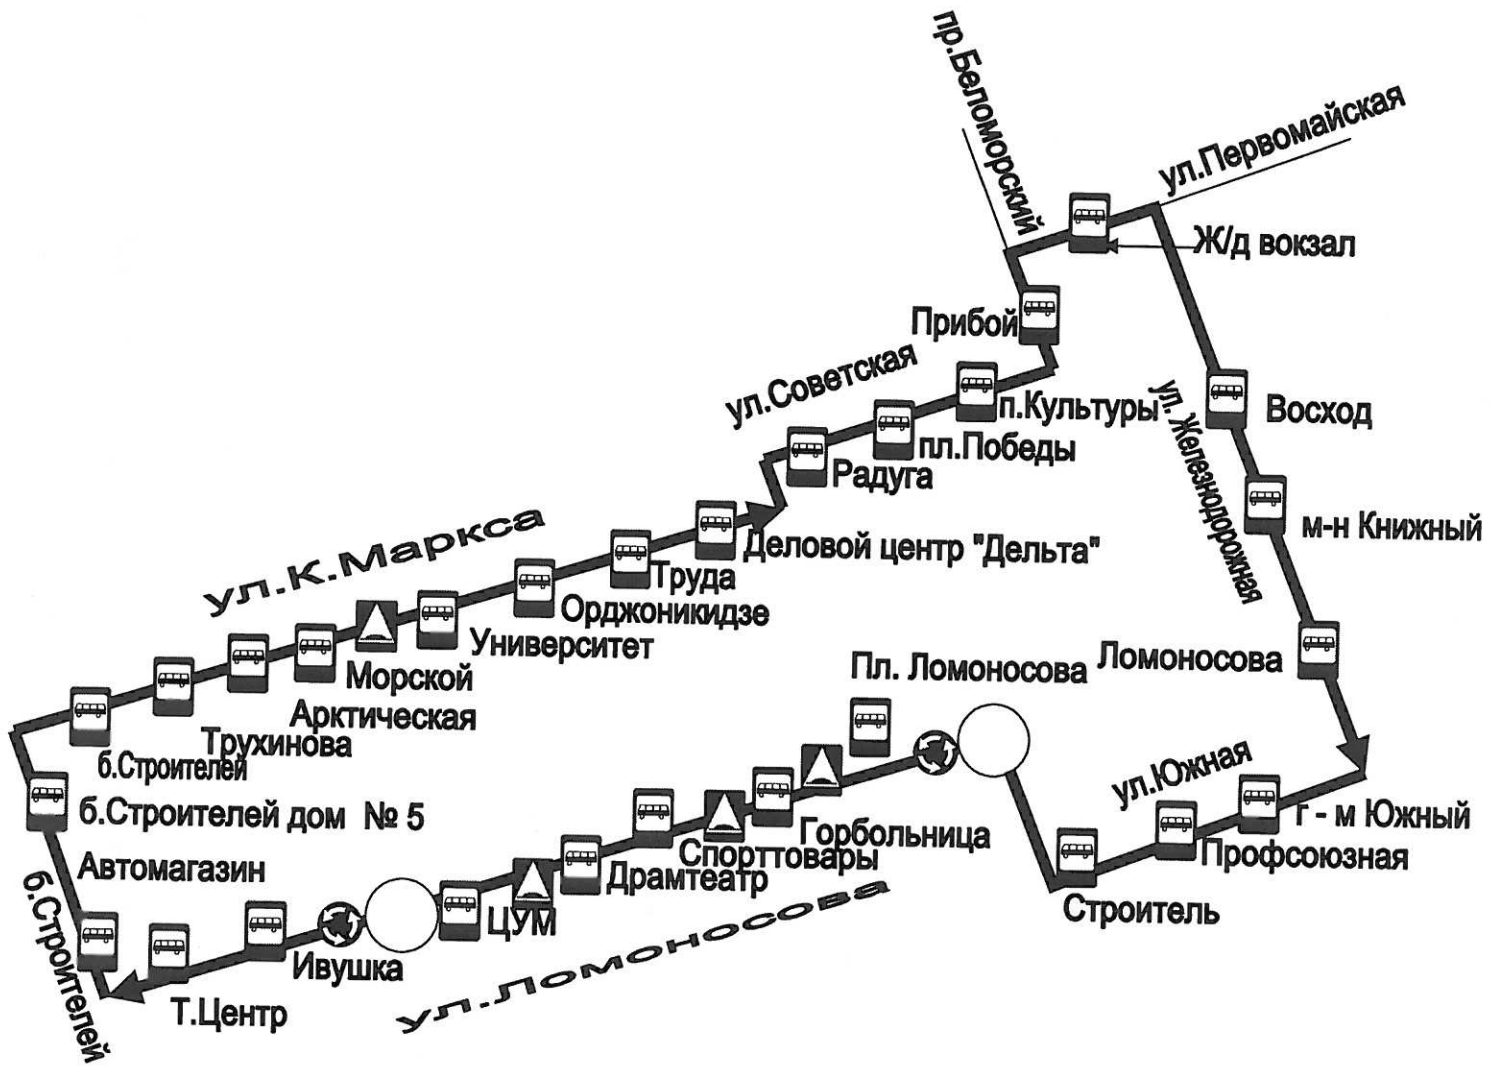 пр.Беломорский
ул.Первомайская
Ж/д вокзал
Прибой
ул.Советская
п.Культуры
ул. Железнодорожная
Восход
пл.Победы
Радуга
ул.К.Маркса
м-н Книжный
Деловой центр "Дельта"
Труда
Орджоникидзе
Университет
Морской
Арктическая
Трухинова
б.Строителей
Пл. Ломоносова
Ломоносова
б.Строителей дом № 5
Автомагазин
б.Строителей
ул.Южная
г - м Южный
Горбольница
Спорттовары
Драмтеатр
Профсоюзная
ЦУМ
Строитель
Ивушка
ул.Ломоносова
Т.Центр